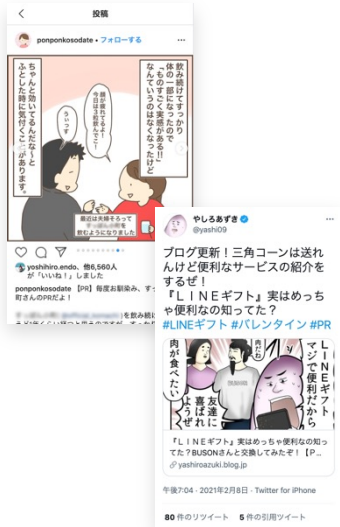 投稿
ponponkosodate • フォローする
飲み続けてすっかり
体の一部になったので
「ものすごく実感がある!!」
なんていうのはなくなったけど
顔が疲れてるよ!
今日は3粒飲んでこ!
うぃっす
ちゃんと効いてるんだな〜と
ふとした時に気付くことがあります。
最近は夫婦そろって
を飲むようになりました
yoshihiro.endo、他6,560人
が「いいね!」しました
ponponkosodate 【PR】毎度お馴染み、すっ
町さんのPRだよ!
やしろあずき
@yashi09
ブログ更新!三角コーンは送れ
んけど便利なサービスの紹介を
するぜ!
『ＬＩＮＥギフト』実はめっち
ゃ便利なの知ってた?
#LINEギフト #バレンタイン #PR
ＬＩＮＥギフト
マジで便利だから
友達に
喜ばれ
ようぜ
肉だね
肉が食べたい
『ＬＩＮＥギフト』実はめっちゃ便利なの知っ
てた?BUSONさんと交換してみたぞ!【Ｐ...
yashiroazuki.blog.jp
午後7:04 · 2021年2月8日 · Twitter for iPhone
80 件のリツイート 5 件の引用ツイート